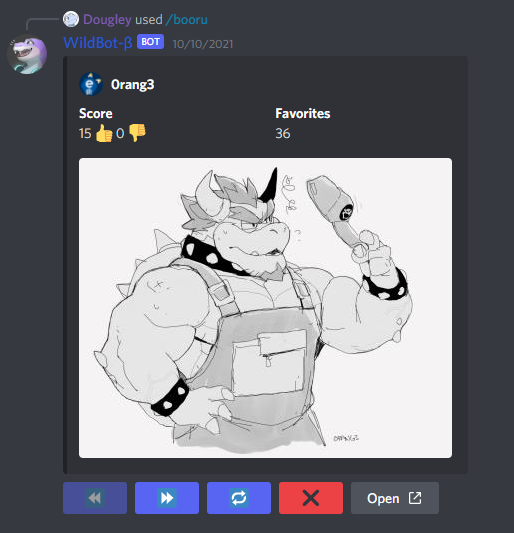 Dougley used /booru
WildBot-β BOT 10/10/2021
0rang3
Score Favorites
15 👍 0 👎 36
?
Open